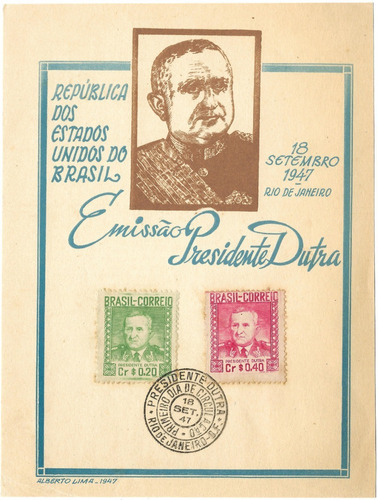 REPÚBLICA
DOS
ESTADOS
UNIDOS DO
BRASIL
18
SETEMBRO
1947
-
RIO DE JANEIRO
Emissão Presidente Dutra
BRASIL-CORREIO
PRESIDENTE DUTRA
Cr $ 0.20
BRASIL-CORREIO
PRESIDENTE DUTRA
Cr $ 0.40
PRESIDENTE DUTRA
PRIMEIRO DIA DE CIRCULAÇÃO
18
SET.
47
RIO DE JANEIRO-D.F.
ALBERTO LIMA-1947